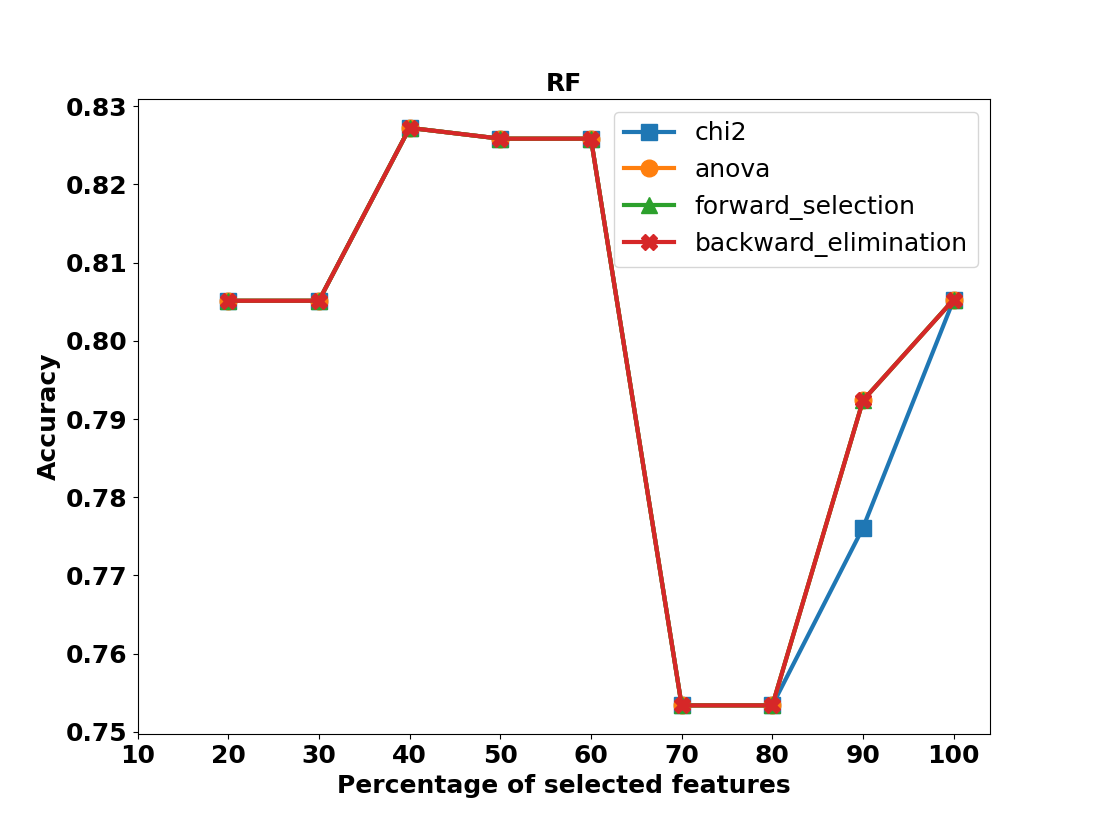 RF
0.83
0.82
0.81
0.80
0.79
0.78
0.77
0.76
0.75
Accuracy
chi2
anova
forward_selection
backward_elimination
10 20 30 40 50 60 70 80 90 100
Percentage of selected features